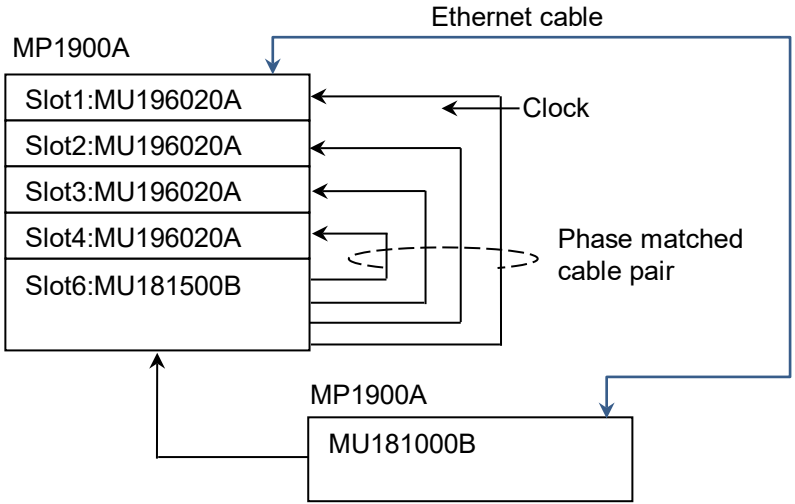 Ethernet cable
MP1900A
Slot1:MU196020A
Clock
Slot2:MU196020A
Slot3:MU196020A
Slot4:MU196020A
Phase matched
cable pair
Slot6:MU181500B
MP1900A
MU181000B